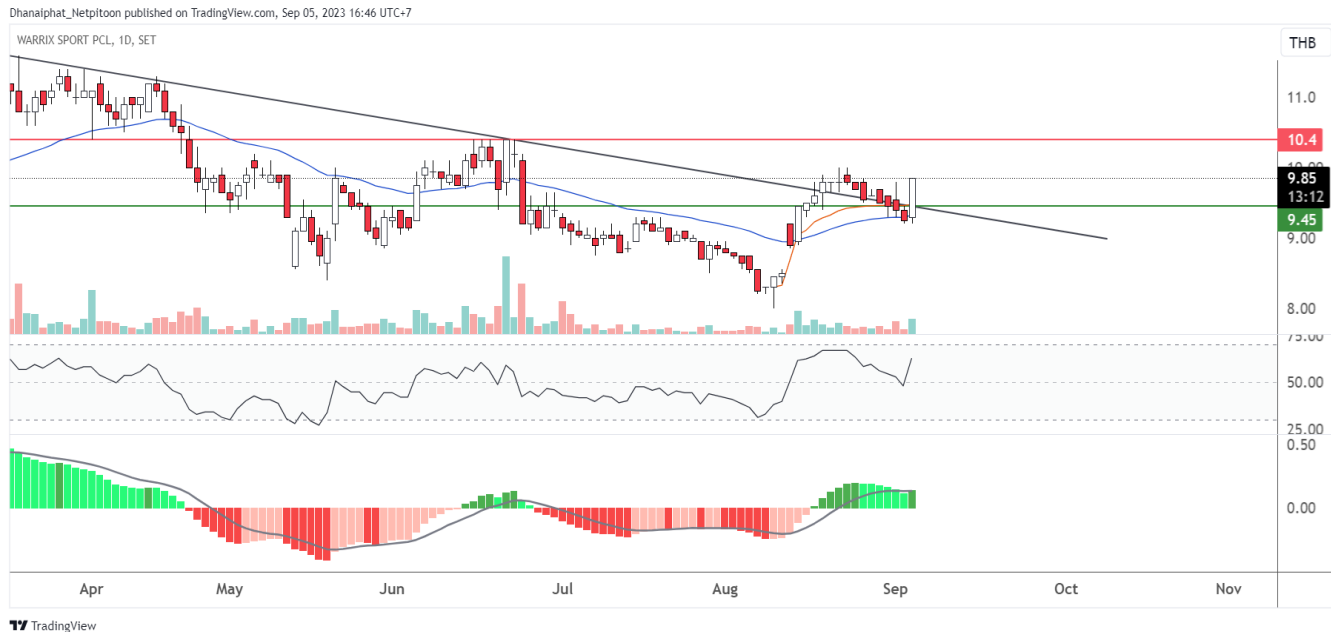 Dhanaiphat_Netpitoon published on TradingView.com, Sep 05, 2023 16:46 UTC+7
WARRIX SPORT PCL, 1D, SET
THB
11.0
10.4
10.00
9.85
13:12
9.45
9.00
8.00
75.00
50.00
25.00
0.50
0.00
Apr May Jun Jul Aug Sep Oct Nov
TradingView